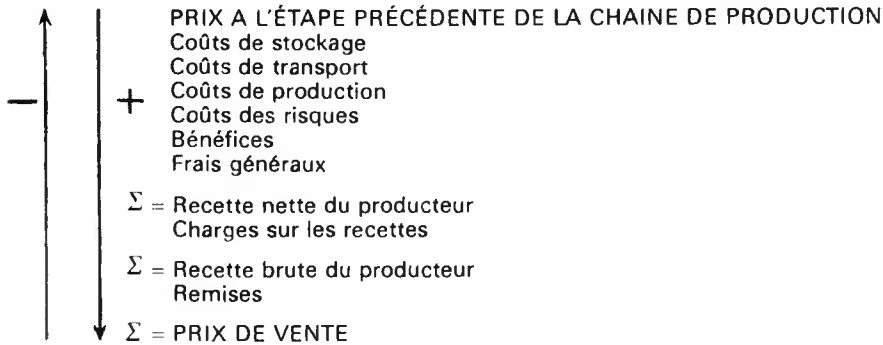 PRIX A L'ÉTAPE PRÉCÉDENTE DE LA CHAINE DE PRODUCTION
Coûts de stockage
Coûts de transport
− + Coûts de production
Coûts des risques
Bénéfices
Frais généraux
Σ = Recette nette du producteur
Charges sur les recettes
Σ = Recette brute du producteur
Remises
Σ = PRIX DE VENTE